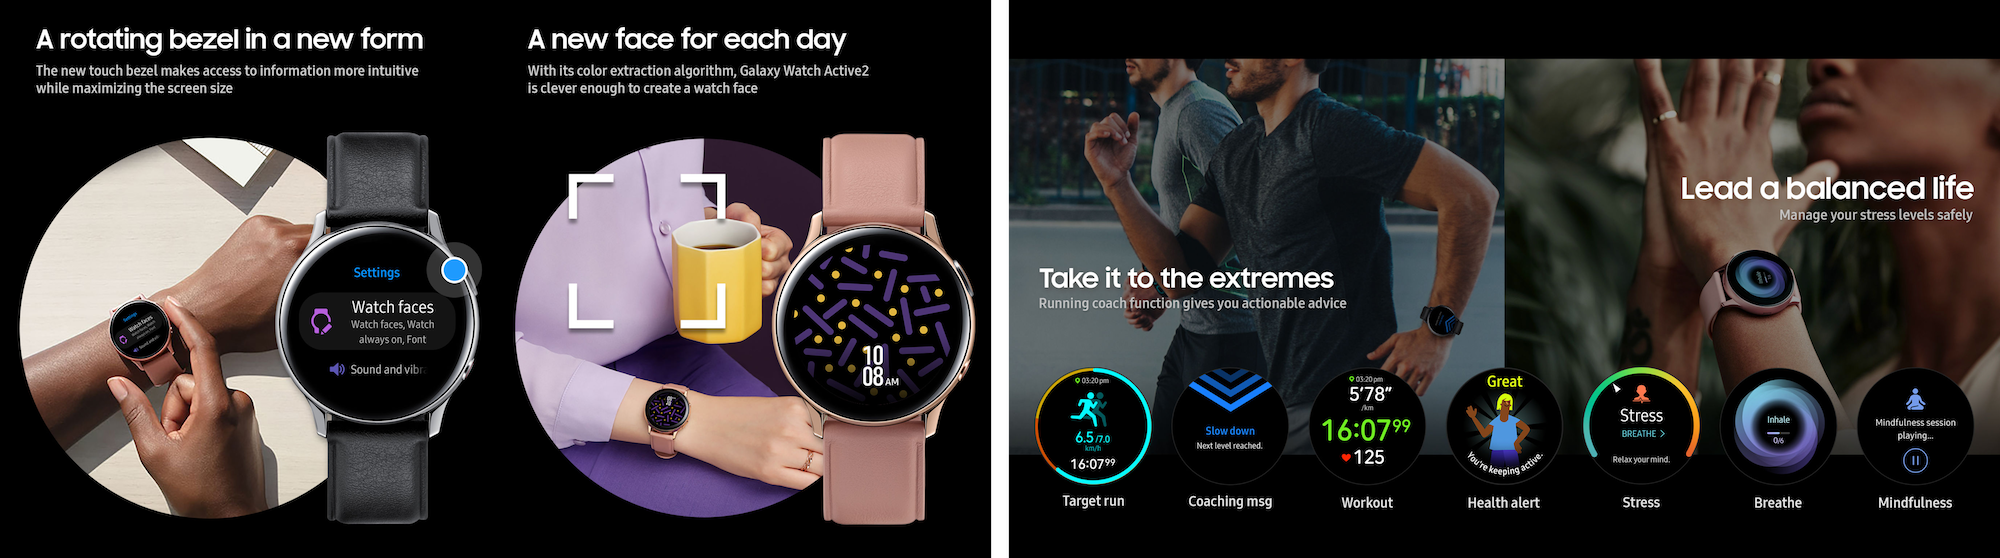 A rotating bezel in a new form
The new touch bezel makes access to information more intuitive
while maximizing the screen size
Settings
Watch faces
Watch faces, Watch
always on, Font
Sound and vibr
A new face for each day
With its color extraction algorithm, Galaxy Watch Active2
is clever enough to create a watch face
10
08 AM
Take it to the extremes
Running coach function gives you actionable advice
Lead a balanced life
Manage your stress levels safely
03:20 pm
6.5 /7.0
km/h
16:07 99
Target run
Slow down
Next level reached.
Coaching msg
03:20 pm
5'78"
/km
16:07 99
125
Workout
Great
You're keeping active.
Health alert
Stress
BREATHE >
Relax your mind.
Stress
Inhale
0/6
Breathe
Mindfulness session
playing...
Mindfulness